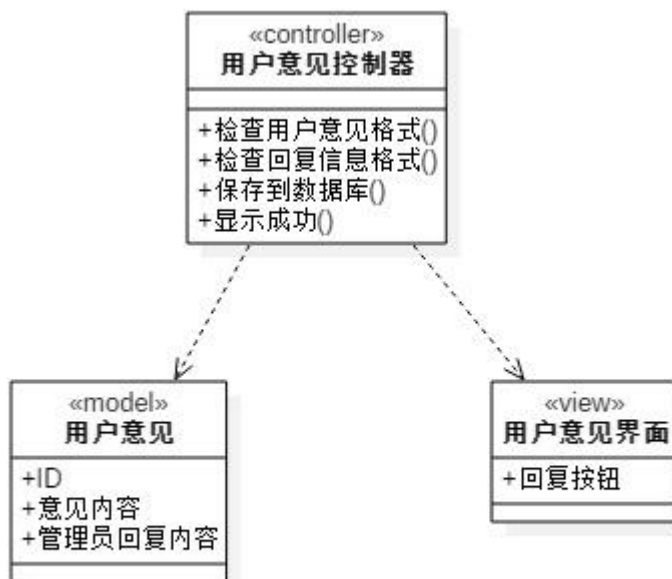 «controller»
用户意见控制器
+检查用户意见格式()
+检查回复信息格式()
+保存到数据库()
+显示成功()
«model»
用户意见
+ID
+意见内容
+管理员回复内容
«view»
用户意见界面
+回复按钮